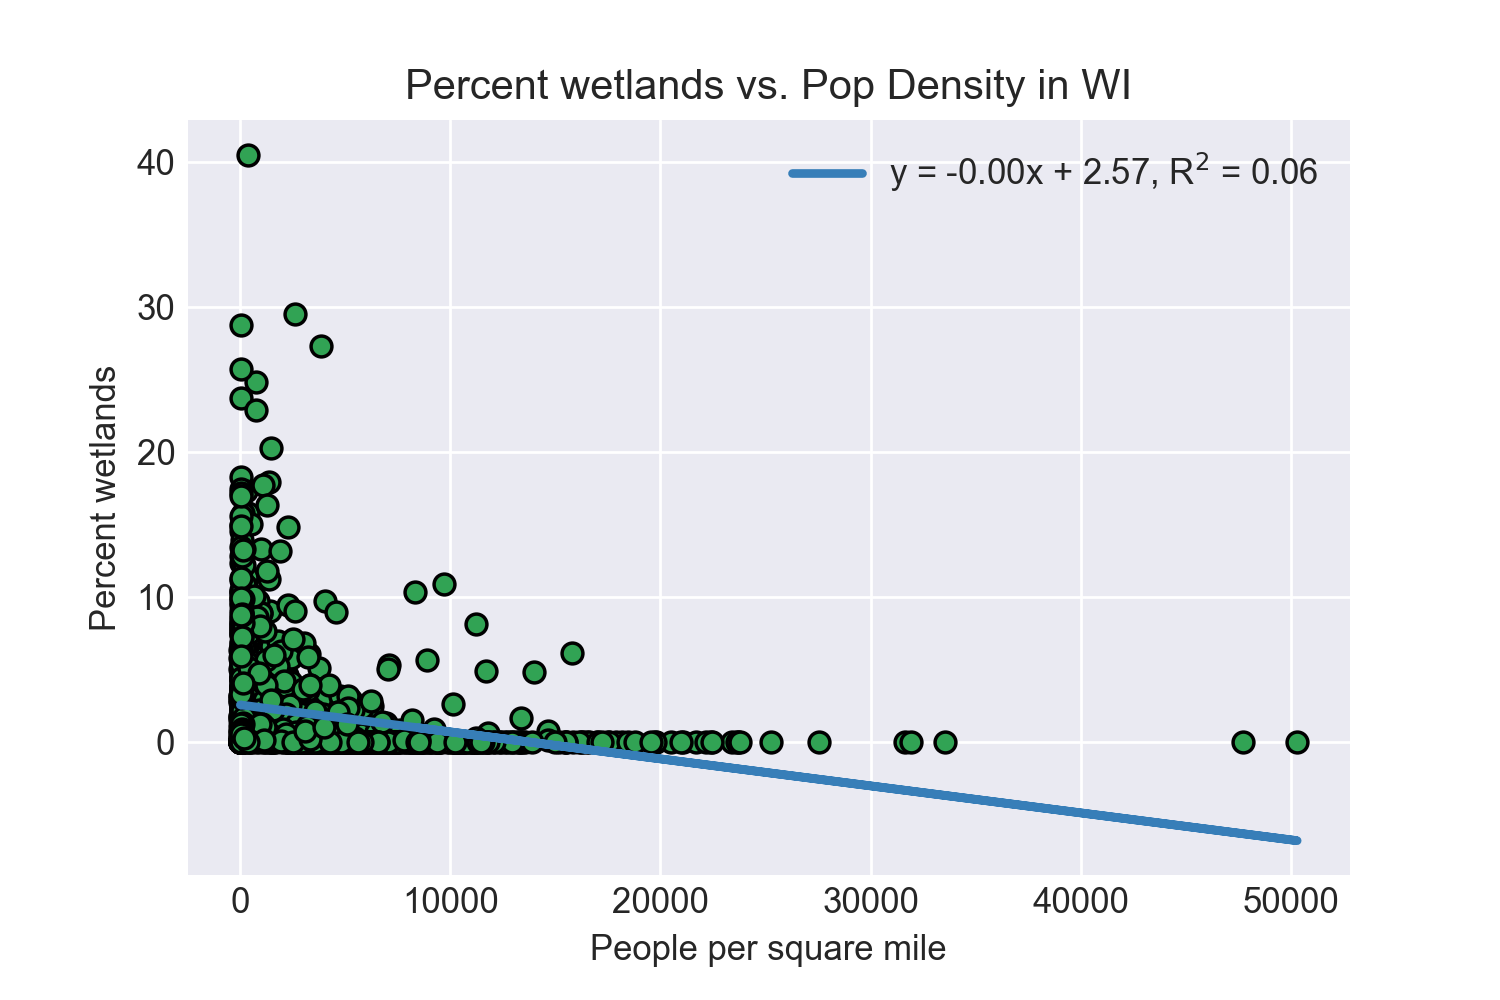 Percent wetlands vs. Pop Density in WI
y = -0.00x + 2.57, R² = 0.06
Percent wetlands
40
30
20
10
0
0 10000 20000 30000 40000 50000
People per square mile